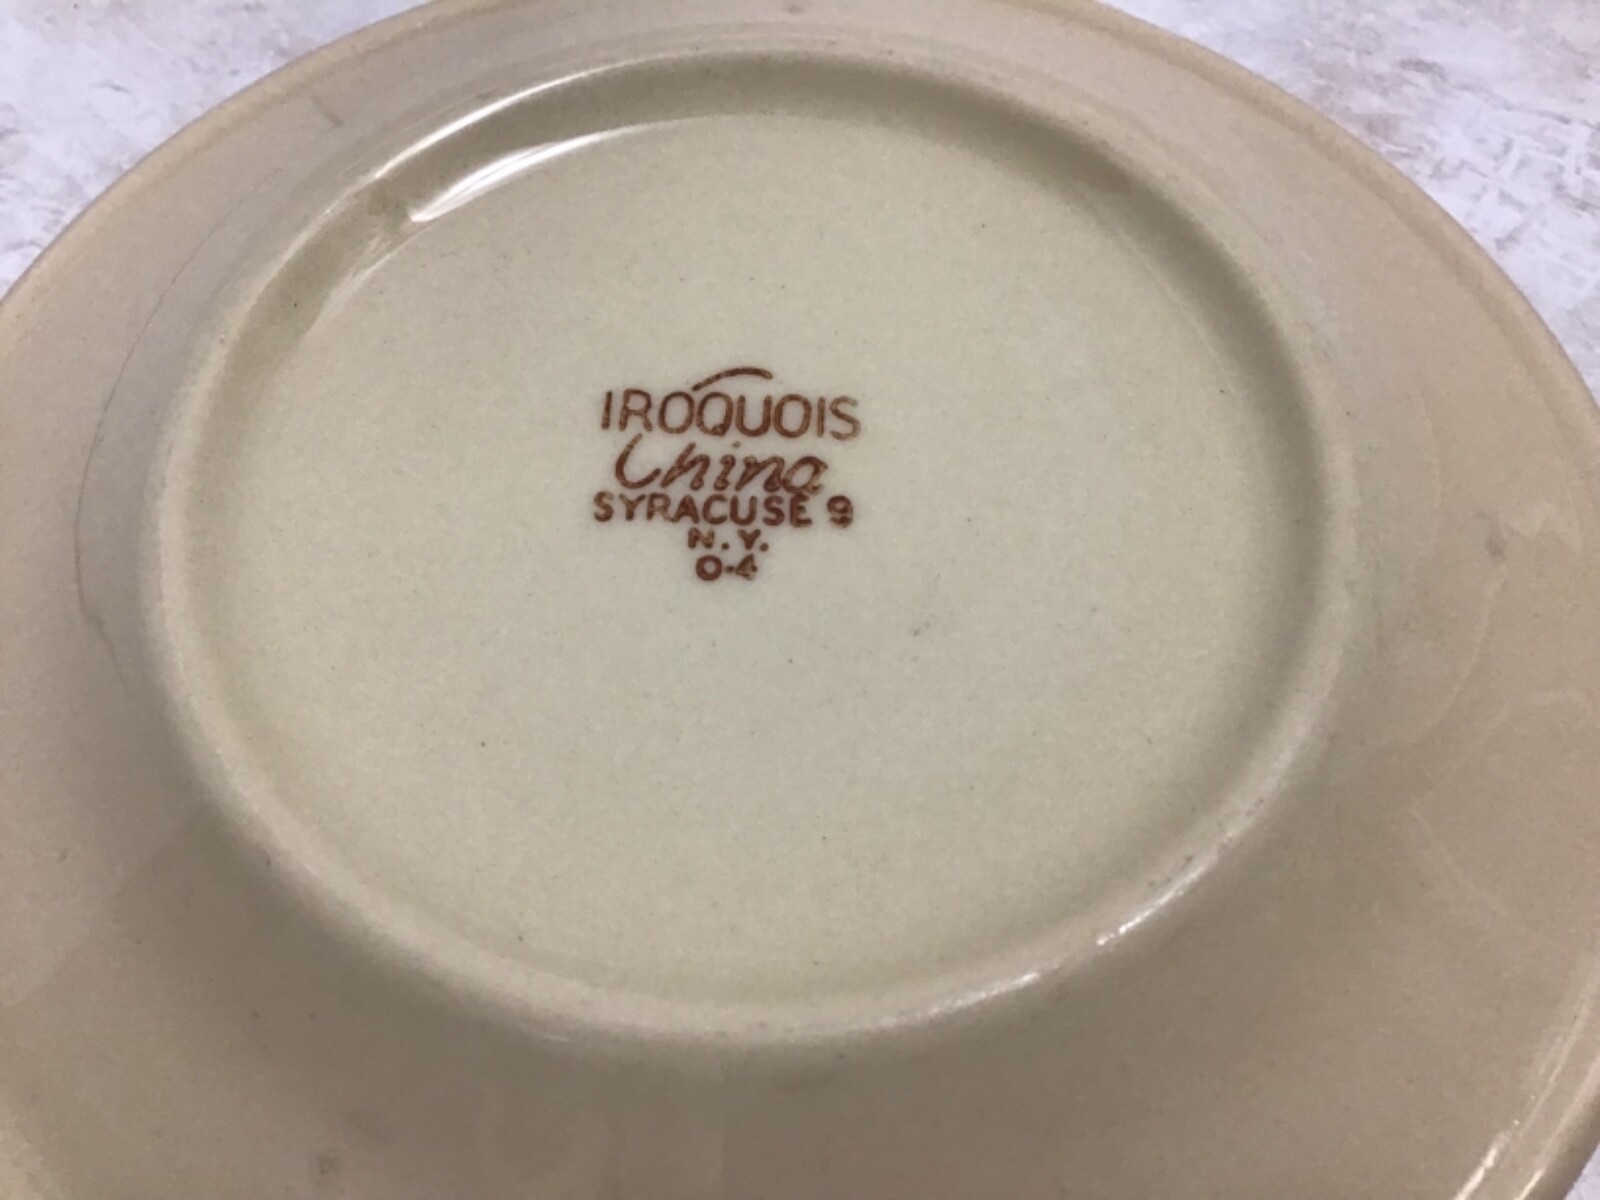 IROQUOIS
China
SYRACUSE 9
N.Y.
O-4